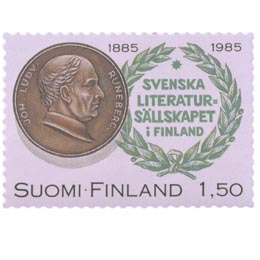 JOH. LUDV. RUNEBERG
1885 1985
SVENSKA
LITERATUR-
SÄLLSKAPET
i FINLAND
SUOMI·FINLAND 1,50